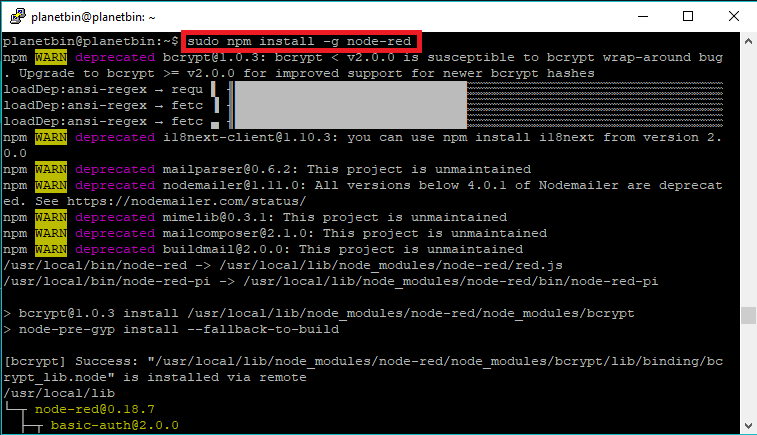 planetbin@planetbin: ~
planetbin@planetbin:~$ sudo npm install -g node-red
npm WARN deprecated bcrypt@1.0.3: bcrypt < v2.0.0 is susceptible to bcrypt wrap-around bug
. Upgrade to bcrypt >= v2.0.0 for improved support for newer bcrypt hashes
loadDep:ansi-regex → requ
loadDep:ansi-regex → fetc
loadDep:ansi-regex → fetc
npm WARN deprecated i18next-client@1.10.3: you can use npm install i18next from version 2.
0.0
npm WARN deprecated mailparser@0.6.2: This project is unmaintained
npm WARN deprecated nodemailer@1.11.0: All versions below 4.0.1 of Nodemailer are deprecat
ed. See https://nodemailer.com/status/
npm WARN deprecated mimelib@0.3.1: This project is unmaintained
npm WARN deprecated mailcomposer@2.1.0: This project is unmaintained
npm WARN deprecated buildmail@2.0.0: This project is unmaintained
/usr/local/bin/node-red -> /usr/local/lib/node_modules/node-red/red.js
/usr/local/bin/node-red-pi -> /usr/local/lib/node_modules/node-red/bin/node-red-pi
> bcrypt@1.0.3 install /usr/local/lib/node_modules/node-red/node_modules/bcrypt
> node-pre-gyp install --fallback-to-build
[bcrypt] Success: "/usr/local/lib/node_modules/node-red/node_modules/bcrypt/lib/binding/bc
rypt_lib.node" is installed via remote
/usr/local/lib
└─┬ node-red@0.18.7
  ├─┬ basic-auth@2.0.0